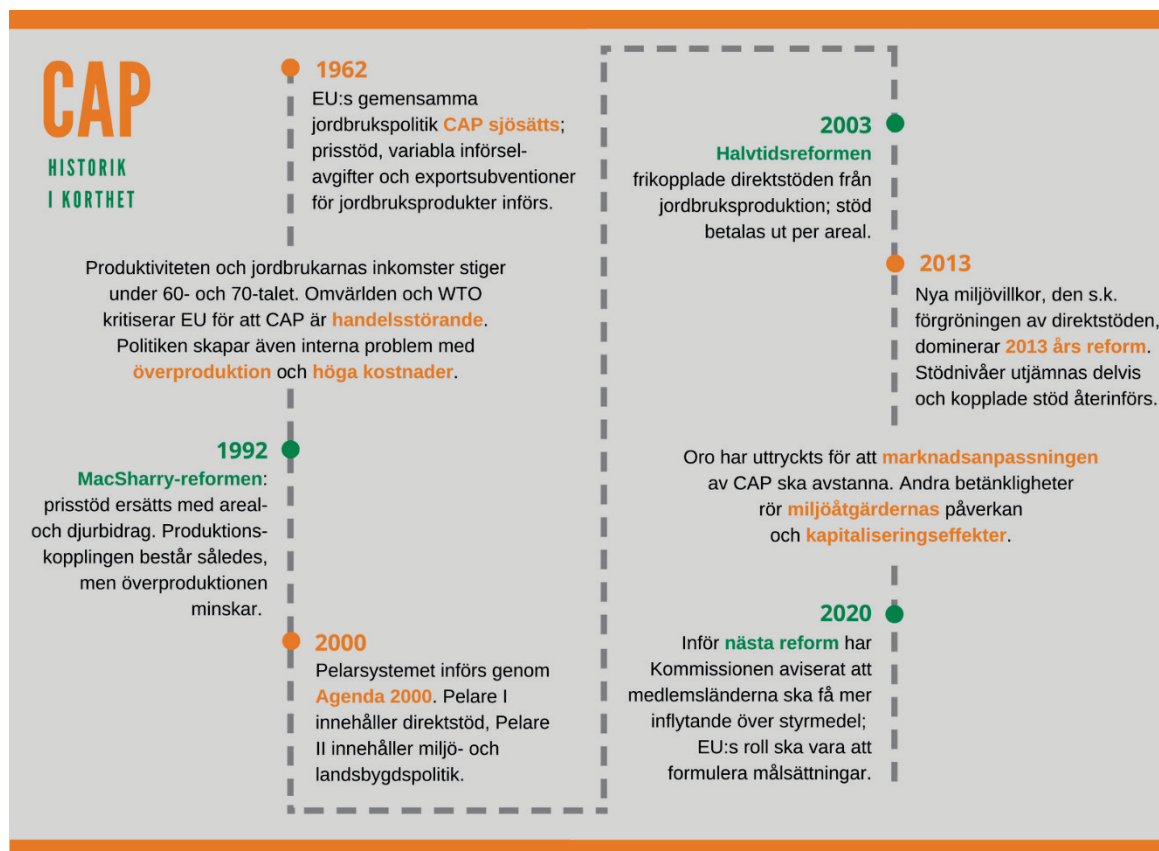 CAP
HISTORIK
I KORTHET
1962
EU:s gemensamma
jordbrukspolitik CAP sjösätts;
prisstöd, variabla införsel-
avgifter och exportsubventioner
för jordbruksprodukter införs.
Produktiviteten och jordbrukarnas inkomster stiger
under 60- och 70-talet. Omvärlden och WTO
kritiserar EU för att CAP är handelsstörande.
Politiken skapar även interna problem med
överproduktion och höga kostnader.
1992
MacSharry-reformen:
prisstöd ersätts med areal-
och djurbidrag. Produktions-
kopplingen består således,
men överproduktionen
minskar.
2000
Pelarsystemet införs genom
Agenda 2000. Pelare I
innehåller direktstöd, Pelare
II innehåller miljö- och
landsbygdspolitik.
2003
Halvtidsreformen
frikopplade direktstöden från
jordbruksproduktion; stöd
betalas ut per areal.
2013
Nya miljövillkor, den s.k.
förgröningen av direktstöden,
dominerar 2013 års reform.
Stödnivåer utjämnas delvis
och kopplade stöd återinförs.
Oro har uttryckts för att marknadsanpassningen
av CAP ska avstanna. Andra betänkligheter
rör miljöåtgärdernas påverkan
och kapitaliseringseffekter.
2020
Inför nästa reform har
Kommissionen aviserat att
medlemsländerna ska få mer
inflytande över styrmedel;
EU:s roll ska vara att
formulera målsättningar.